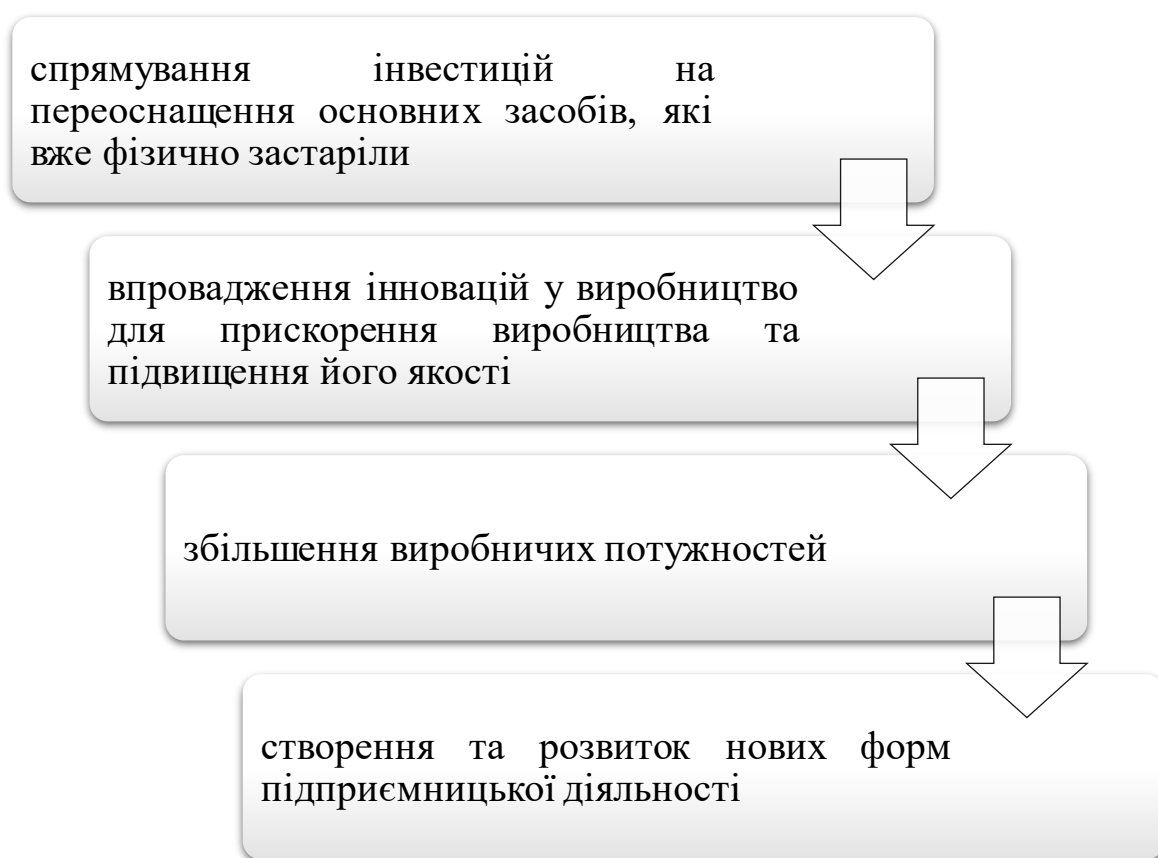 спрямування інвестицій на
переоснащення основних засобів, які
вже фізично застаріли
впровадження інновацій у виробництво
для прискорення виробництва та
підвищення його якості
збільшення виробничих потужностей
створення та розвиток нових форм
підприємницької діяльності